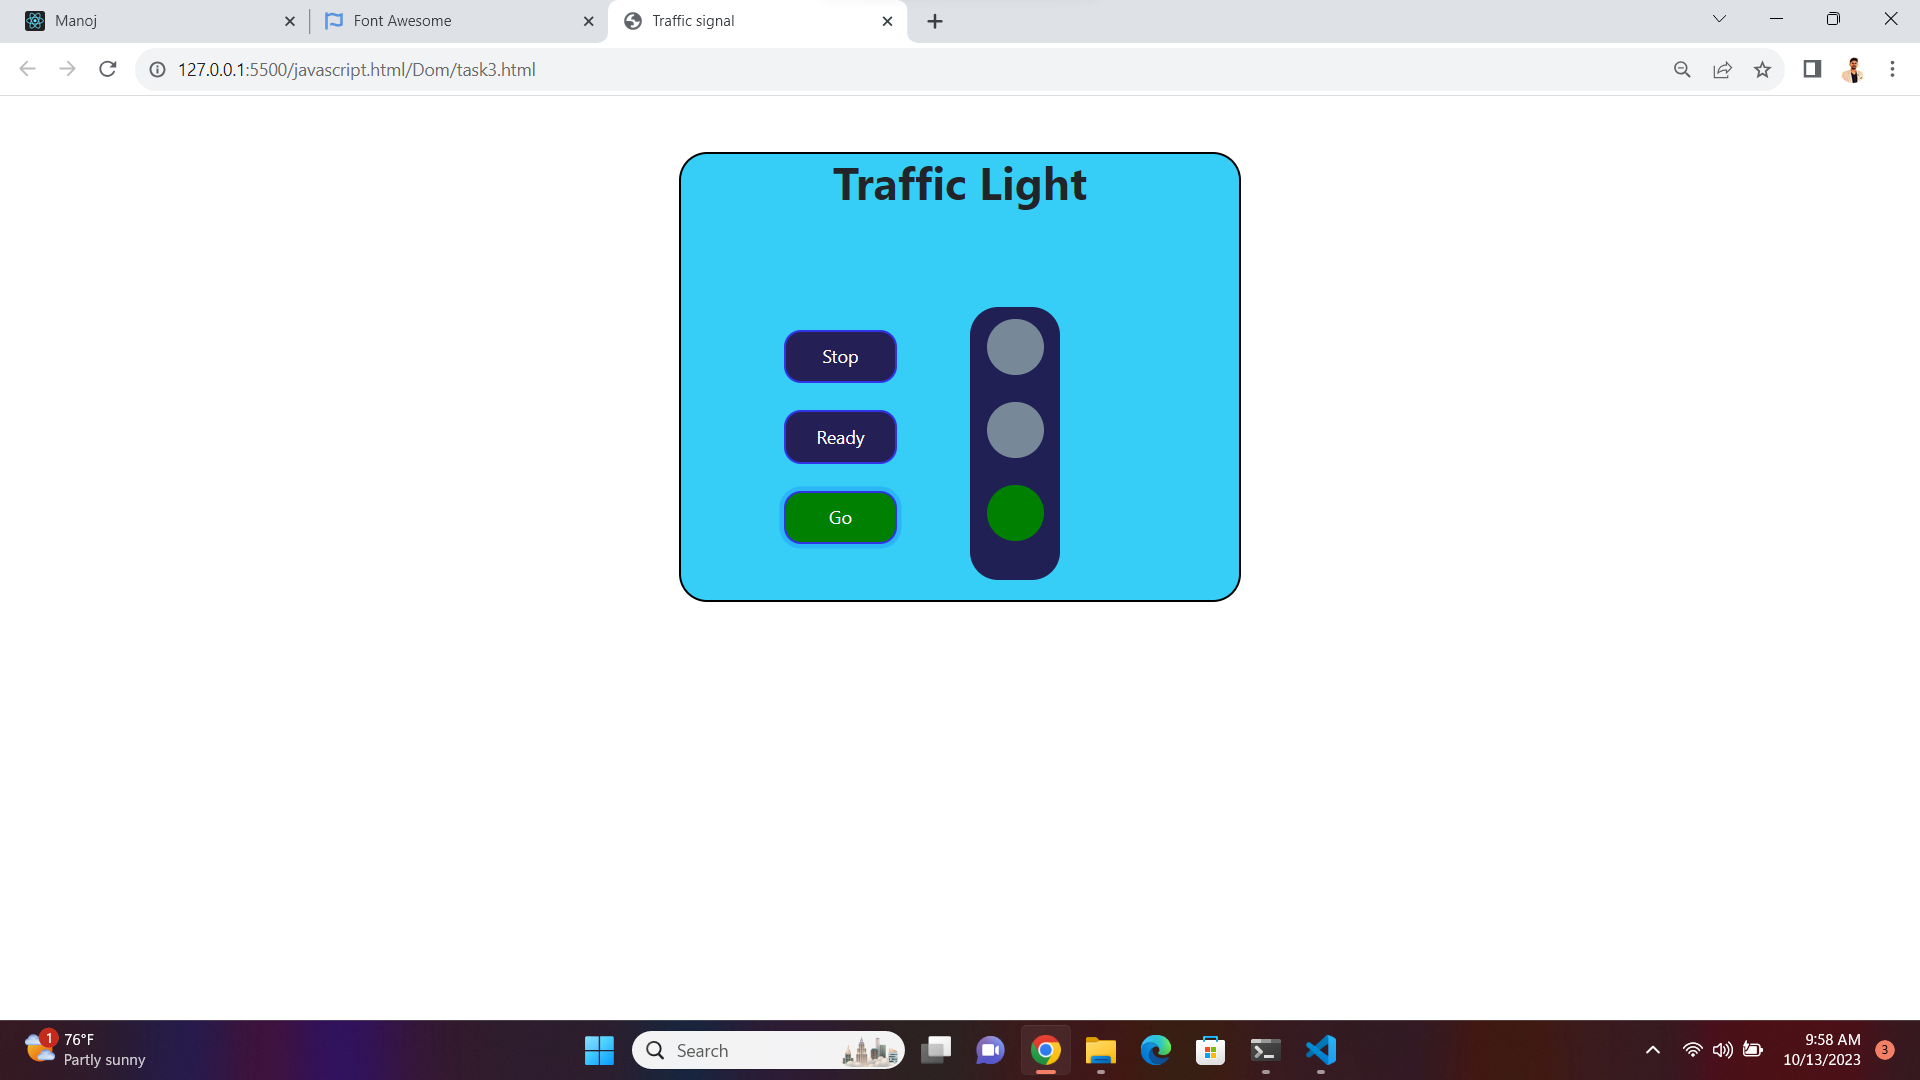 Manoj
Font Awesome
Traffic signal
127.0.0.1:5500/javascript.html/Dom/task3.html
Traffic Light
Stop
Ready
Go
1
76°F
Partly sunny
Search
9:58 AM
10/13/2023
3